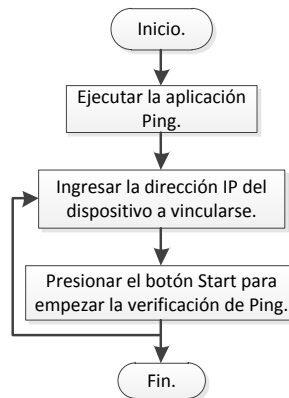 Inicio.
Ejecutar la aplicación
Ping.
Ingresar la dirección IP del
dispositivo a vincularse.
Presionar el botón Start para
empezar la verificación de Ping.
Fin.